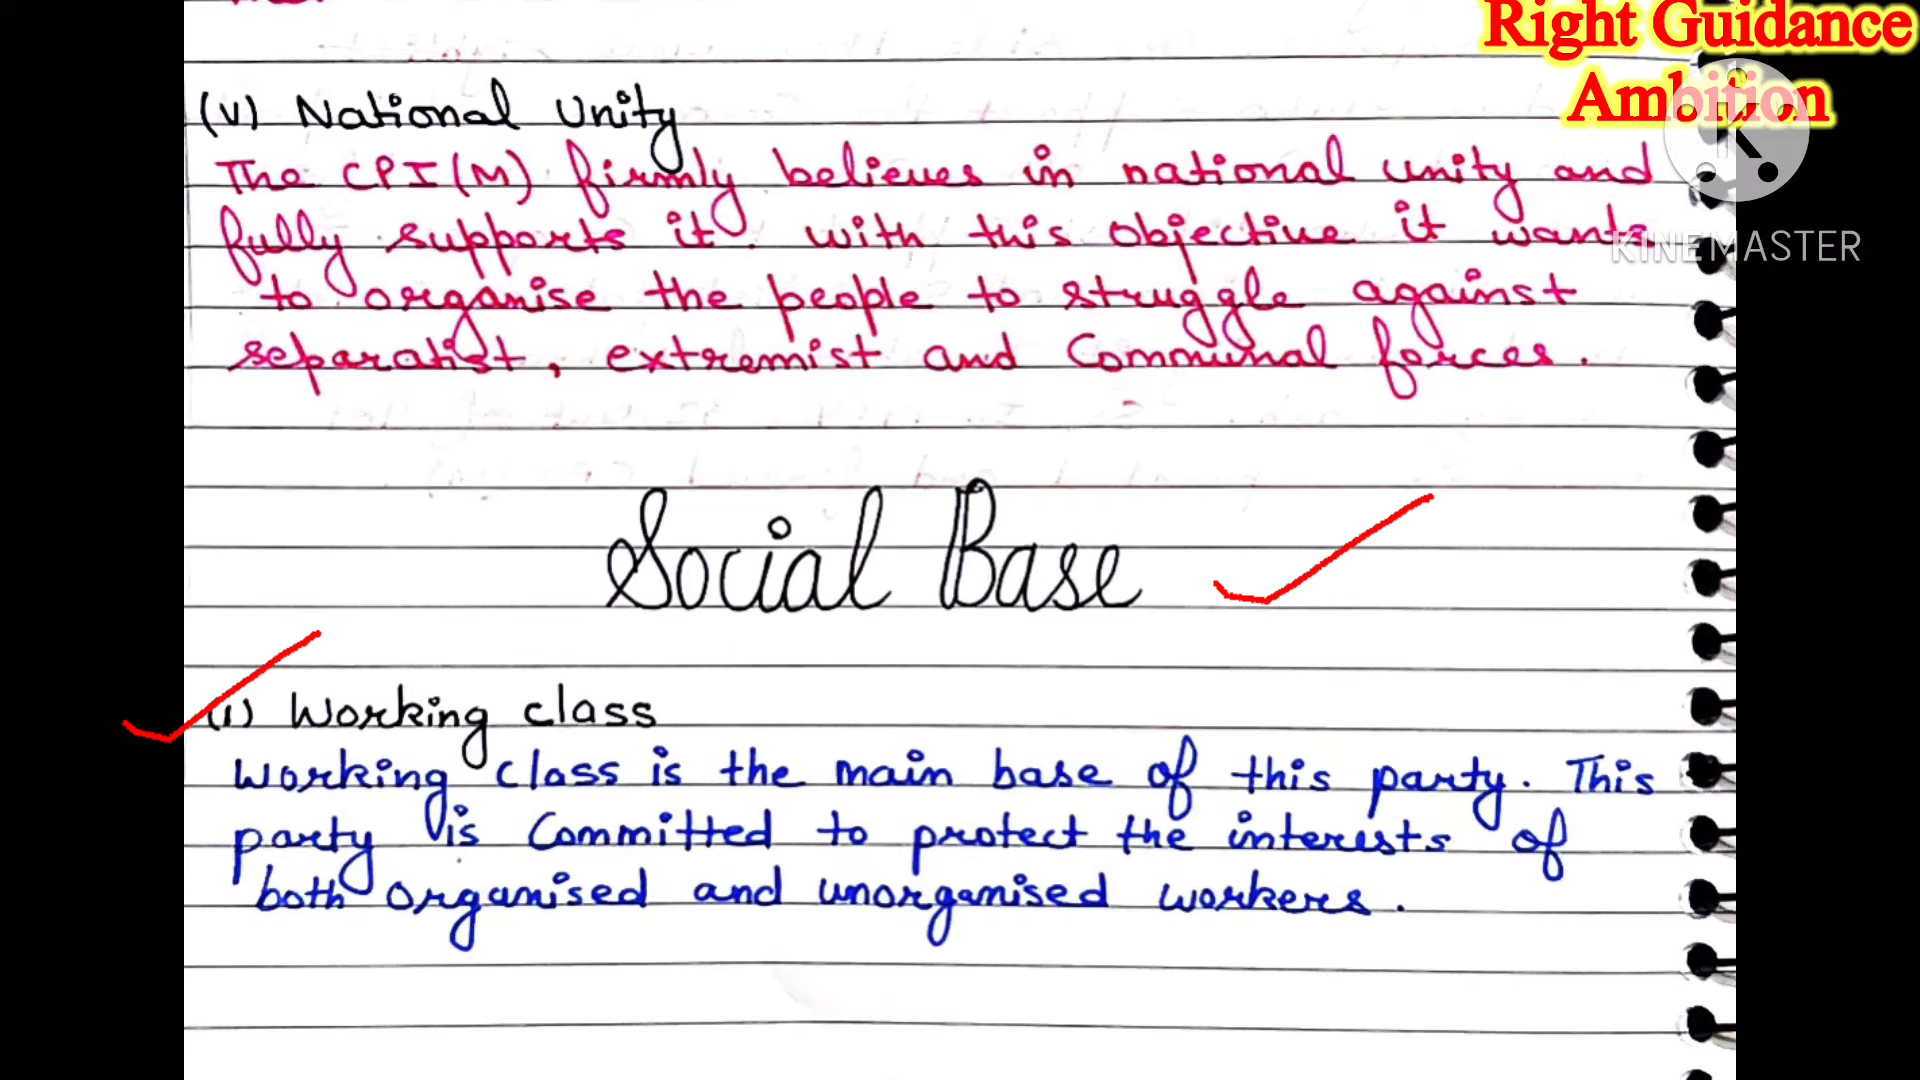 Right Guidance
Ambition
K
KINEMASTER
(v) National Unity
The CPI(M) firmly believes in national unity and
fully supports it. with this objective it wants
to organise the people to struggle against
separatist, extremist and Communal forces.
Social Base
(i) Working class
Working class is the main base of this party. This
party is Committed to protect the interests of
both organised and unorganised workers.